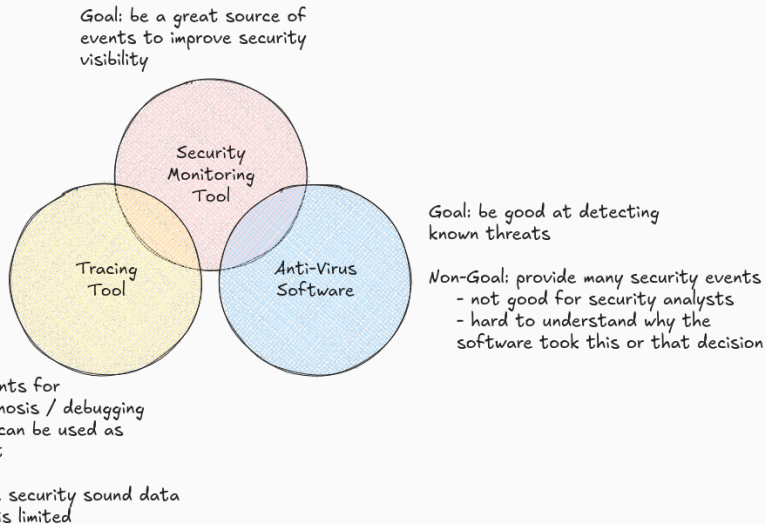 Goal: be a great source of
events to improve security
visibility
Security
Monitoring
Tool
Goal: be good at detecting
known threats
Non-Goal: provide many security events
- not good for security analysts
- hard to understand why the
software took this or that decision
Tracing
Tool
Anti-Virus
Software
for
/ debugging
can be used as
security sound data
is limited